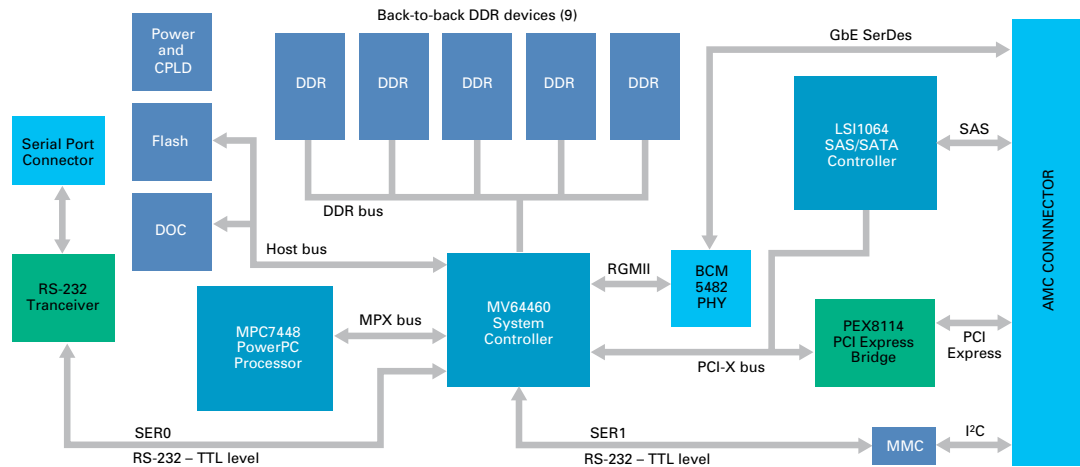 Back-to-back DDR devices (9)
Power
and
CPLD
DDR
DDR
DDR
DDR
DDR
GbE SerDes
Flash
Serial Port
Connector
LSI1064
SAS/SATA
Controller
SAS
DOC
DDR bus
Host bus
RS-232
Tranceiver
MPC7448
PowerPC
Processor
MPX bus
MV64460
System
Controller
RGMII
BCM
5482
PHY
PCI-X bus
PEX8114
PCI Express
Bridge
PCI
Express
AMC CONNNECTOR
SER0
RS-232 – TTL level
SER1
RS-232 – TTL level
MMC
I²C